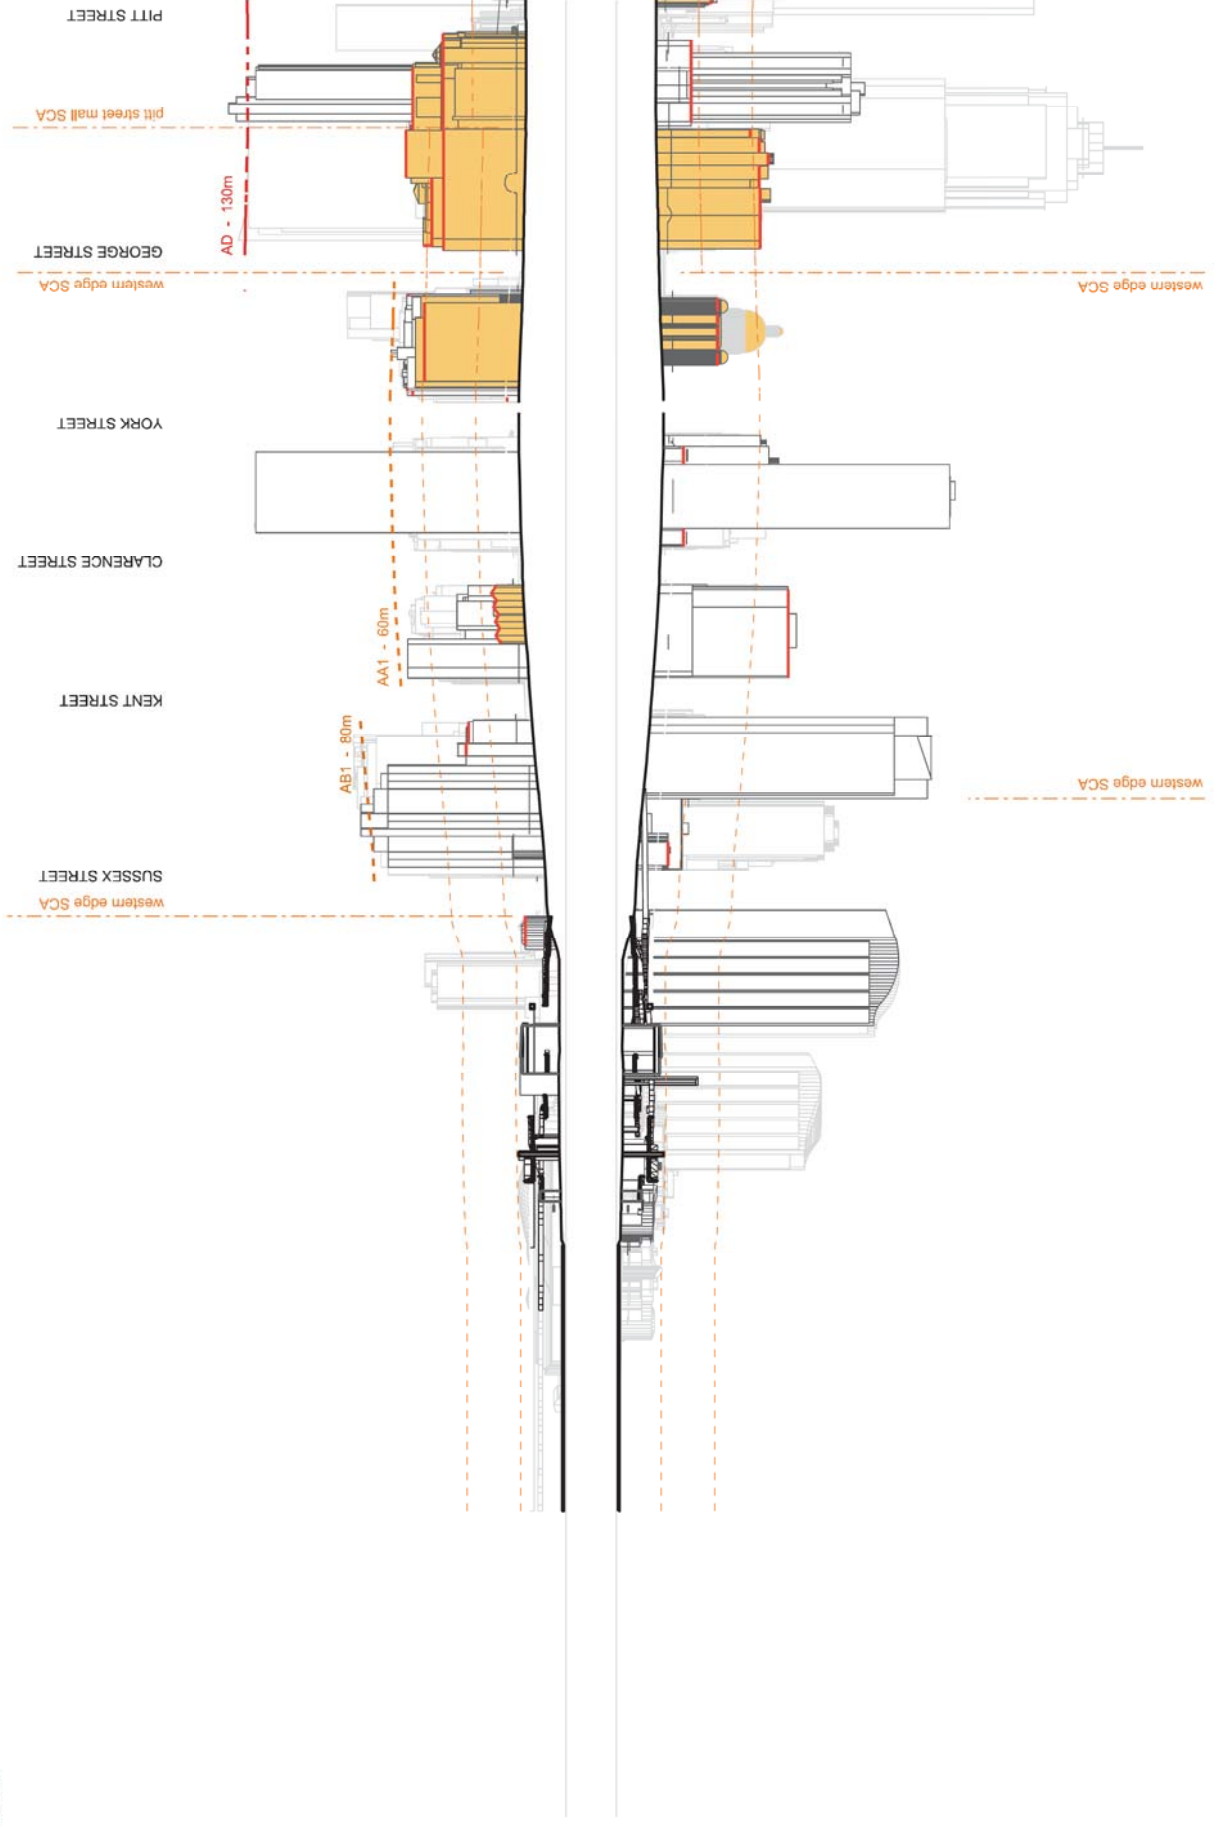 PITT STREET
pitt street mall SCA
AD - 130m
GEORGE STREET
western edge SCA
western edge SCA
YORK STREET
CLARENCE STREET
AA1 - 60m
KENT STREET
AB1 - 80m
western edge SCA
SUSSEX STREET
western edge SCA